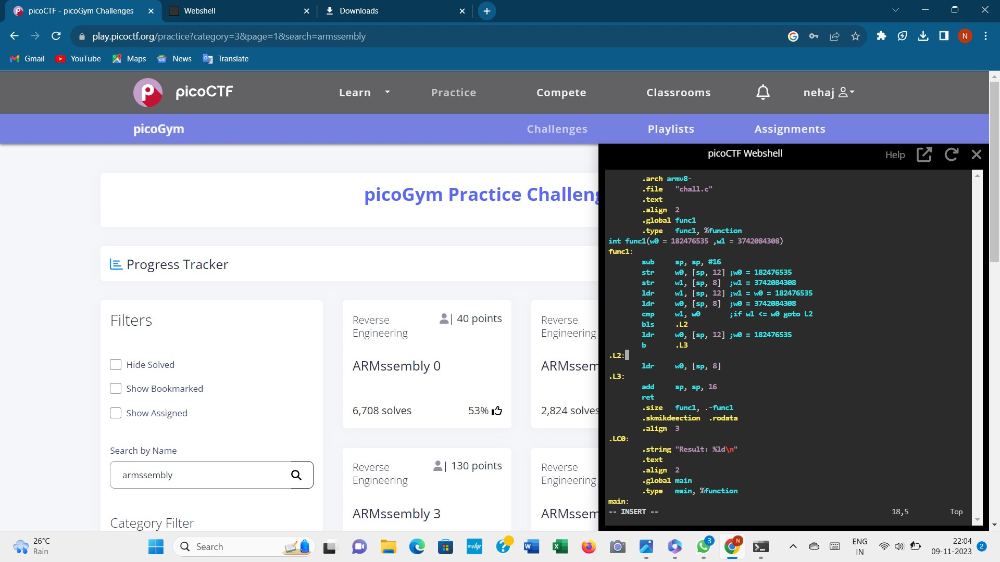 picoCTF - picoGym Challenges
Webshell
Downloads
play.picoctf.org/practice?category=3&page=1&search=armssembly
N
Gmail
YouTube
Maps
News
Translate
picoCTF
Learn
Practice
Compete
Classrooms
nehaj
picoGym
Challenges
Playlists
Assignments
picoGym Practice Challeng
Progress Tracker
Filters
Hide Solved
Show Bookmarked
Show Assigned
Search by Name
armssembly
Category Filter
Reverse
Engineering
| 40 points
ARMssembly 0
6,708 solves
53%
Reverse
Engineering
ARMssem
2,824 solves
Reverse
Engineering
| 130 points
ARMssembly 3
Reverse
Engineering
ARMssem
picoCTF Webshell
Help
.arch armv8-
.file "chall.c"
.text
.align 2
.global func1
.type func1, %function
int func1(w0 = 182476535 ,w1 = 3742084308)
func1:
sub sp, sp, #16
str w0, [sp, 12] ;w0 = 182476535
str w1, [sp, 8] ;w1 = 3742084308
ldr w1, [sp, 12] ;w1 = w0 = 182476535
ldr w0, [sp, 8] ;w0 = 3742084308
cmp w1, w0 ;if w1 <= w0 goto L2
bls .L2
ldr w0, [sp, 12] ;w0 = 182476535
b .L3
.L2:
ldr w0, [sp, 8]
.L3:
add sp, sp, 16
ret
.size func1, .-func1
.skmikdeection .rodata
.align 3
.LC0:
.string "Result: %ld\n"
.text
.align 2
.global main
.type main, %function
main:
-- INSERT --
18,5
Top
26°C
Rain
Search
myhp
W
X
3
N
ENG
IN
22:04
09-11-2023
2